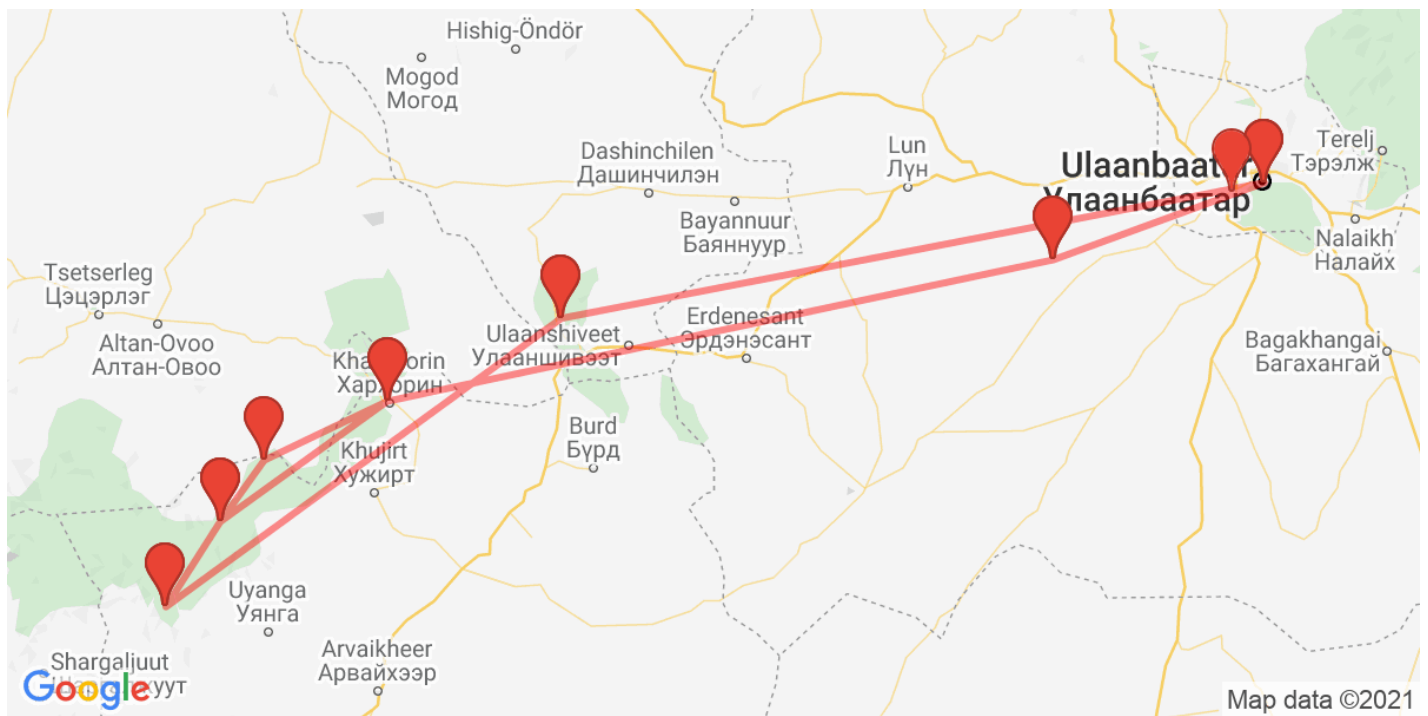 Hishig-Öndör
Mogod
Могод
Dashinchilen
Дашинчилэн
Lun
Лүн
Ulaanbaatar
Улаанбаатар
Terelj
Тэрэлж
Bayannuur
Баяннуур
Nalaikh
Налайх
Tsetserleg
Цэцэрлэг
Altan-Ovoo
Алтан-Овоо
Ulaanshiveet
Улааншивээт
Erdenesant
Эрдэнэсант
Bagakhangai
Багахангай
Хархорин
Burd
Бүрд
Khujirt
Хужирт
Uyanga
Уянга
Arvaikheer
Арвайхээр
Shargaljuut
Google
Map data ©2021